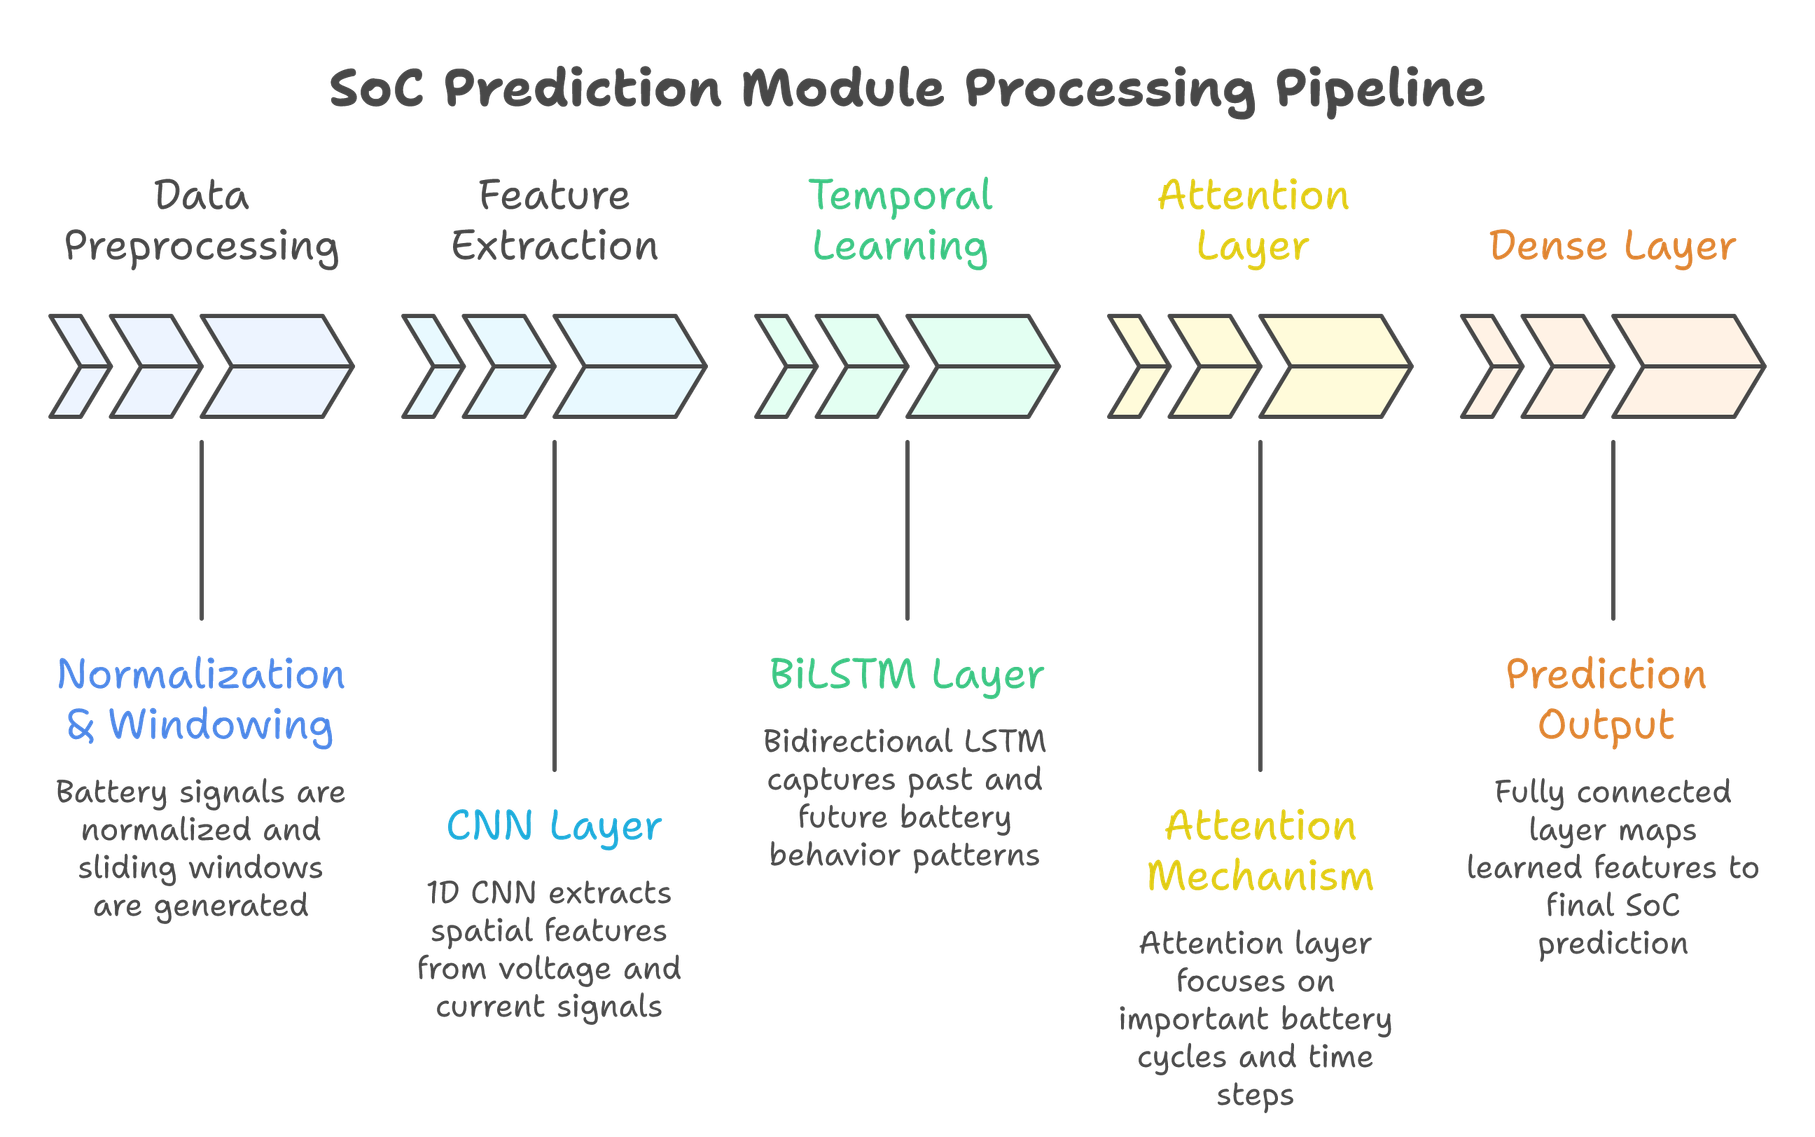 SoC Prediction Module Processing Pipeline
Data
Preprocessing
Feature
Extraction
Temporal
Learning
Attention
Layer
Dense Layer
Normalization
& Windowing
Battery signals are
normalized and
sliding windows
are generated
CNN Layer
1D CNN extracts
spatial features
from voltage and
current signals
BiLSTM Layer
Bidirectional LSTM
captures past and
future battery
behavior patterns
Attention
Mechanism
Attention layer
focuses on
important battery
cycles and time
steps
Prediction
Output
Fully connected
layer maps
learned features to
final SoC
prediction